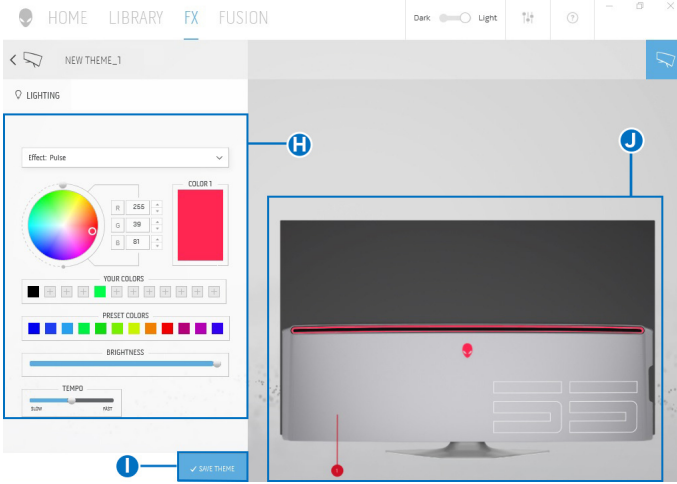 HOME LIBRARY FX FUSION Dark Light ?
NEW THEME_1
LIGHTING
H
J
Effect: Pulse
COLOR 1
R 255
G 39
B 81
YOUR COLORS
PRESET COLORS
BRIGHTNESS
TEMPO
SLOW FAST
55
1
I
SAVE THEME